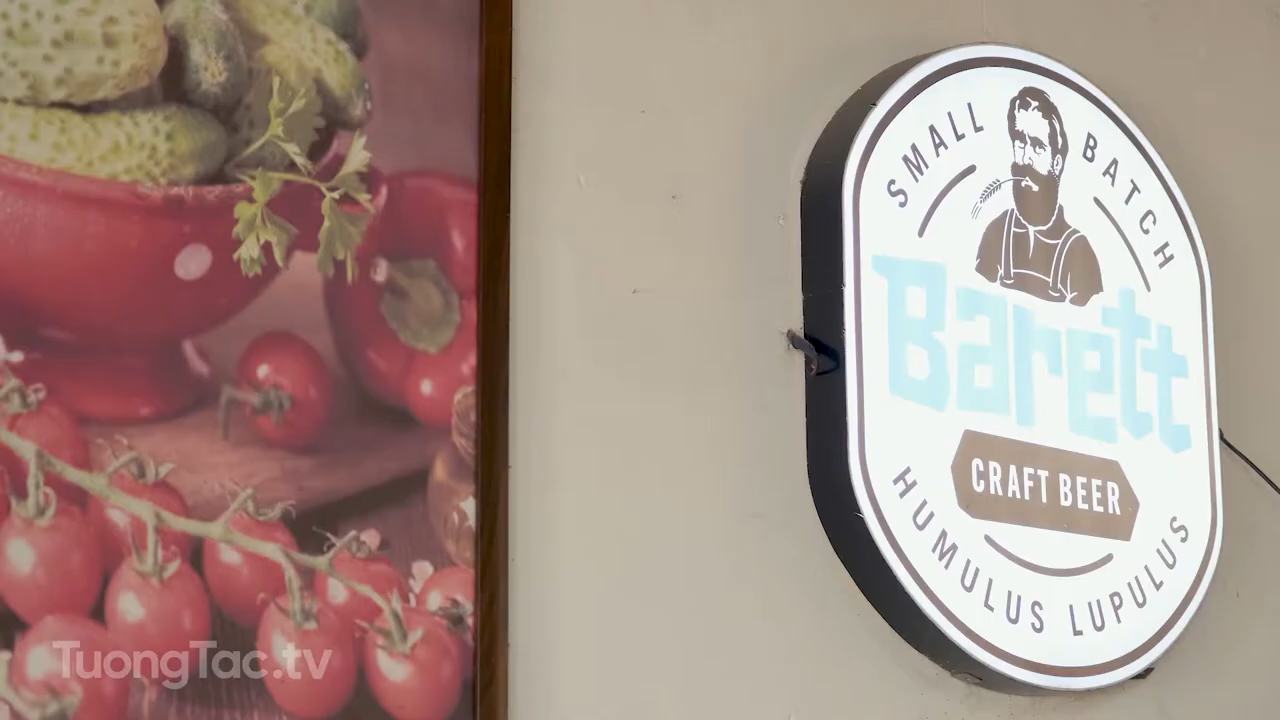 SMALL BATCH
Barett
CRAFT BEER
HUMULUS LUPULUS
TuongTac.tv